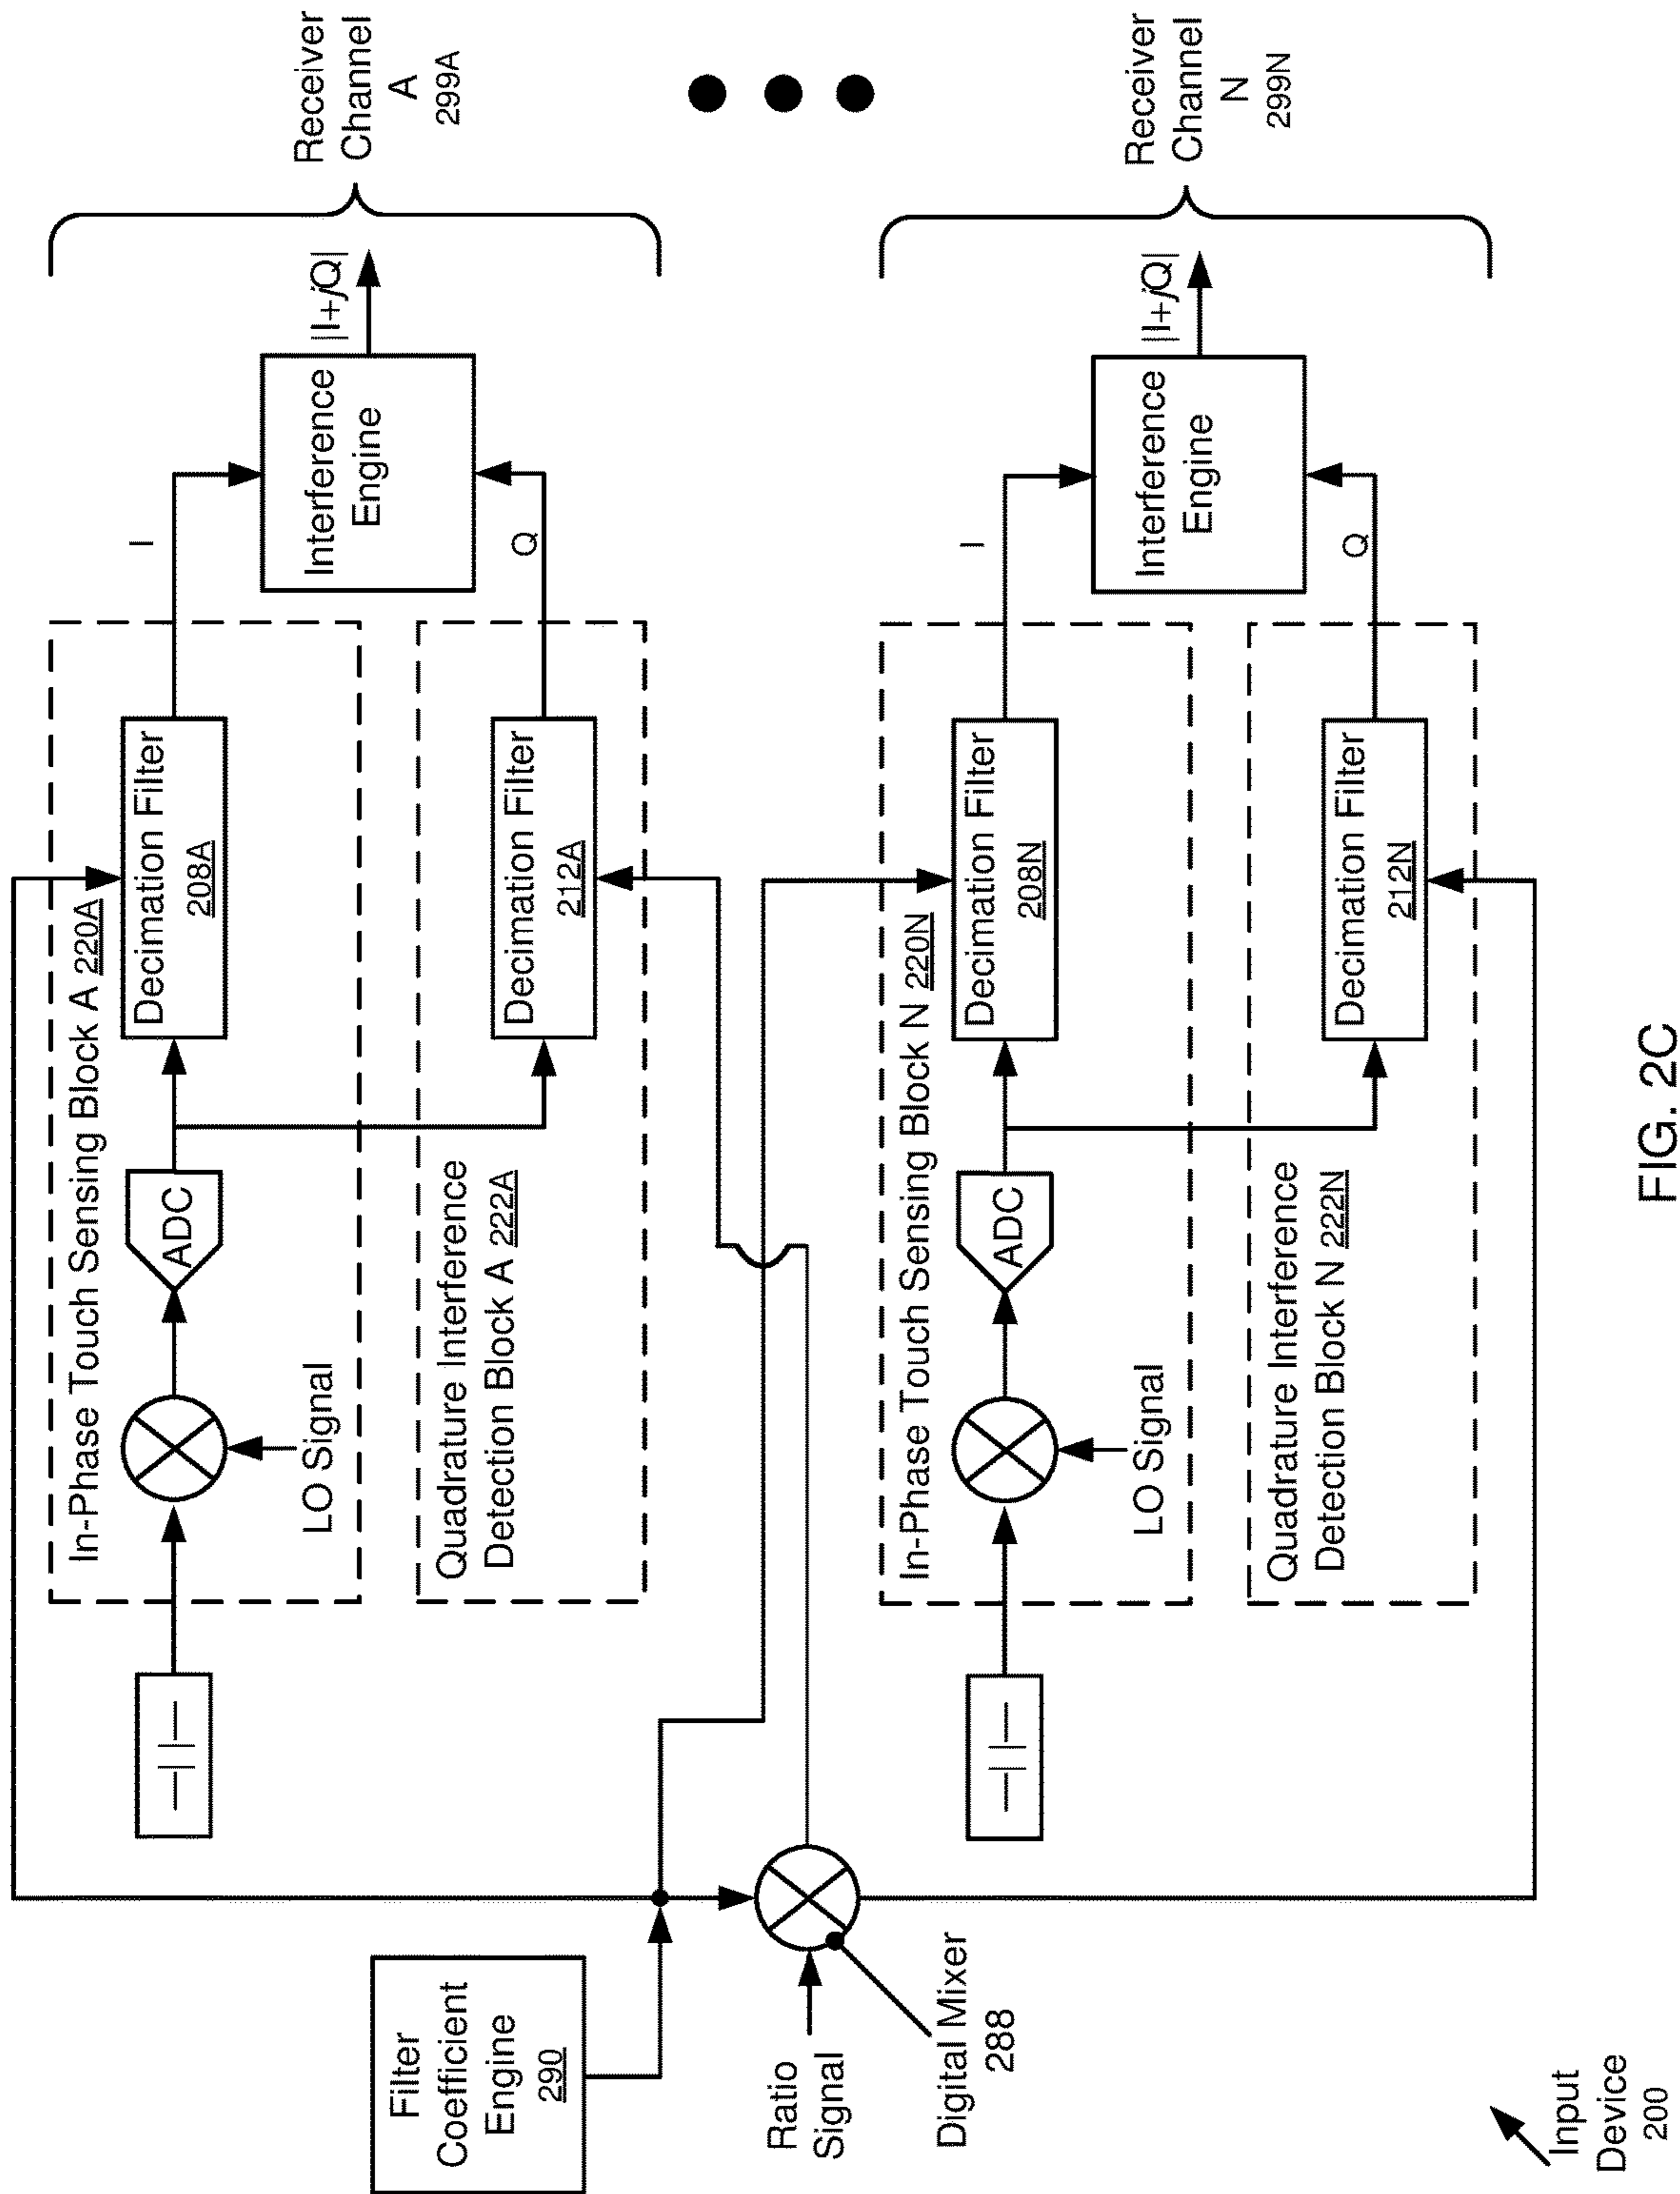 In-Phase Touch Sensing Block A 220A
Decimation Filter
208A
ADC
LO Signal
I
Quadrature Interference
Detection Block A 222A
Decimation Filter
212A
Q
Interference
Engine
|I+jQ|
Receiver
Channel
A
299A
Filter
Coefficient
Engine
290
Ratio
Signal
Digital Mixer
288
In-Phase Touch Sensing Block N 220N
Decimation Filter
208N
ADC
LO Signal
I
Quadrature Interference
Detection Block N 222N
Decimation Filter
212N
Q
Interference
Engine
|I+jQ|
Receiver
Channel
N
299N
Input
Device
200
FIG. 2C